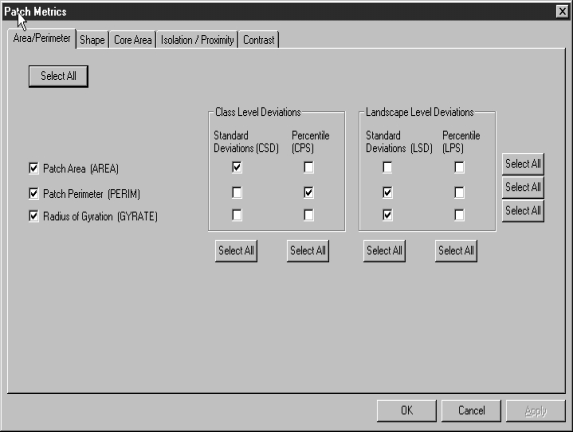 Patch Metrics
Area/Perimeter Shape Core Area Isolation / Proximity Contrast
Select All
Class Level Deviations Landscape Level Deviations
Standard Percentile Standard Percentile
Deviations (CSD) (CPS) Deviations (LSD) (LPS)
Patch Area (AREA) Select All
Patch Perimeter (PERIM) Select All
Radius of Gyration (GYRATE) Select All
Select All Select All Select All Select All
OK Cancel Apply